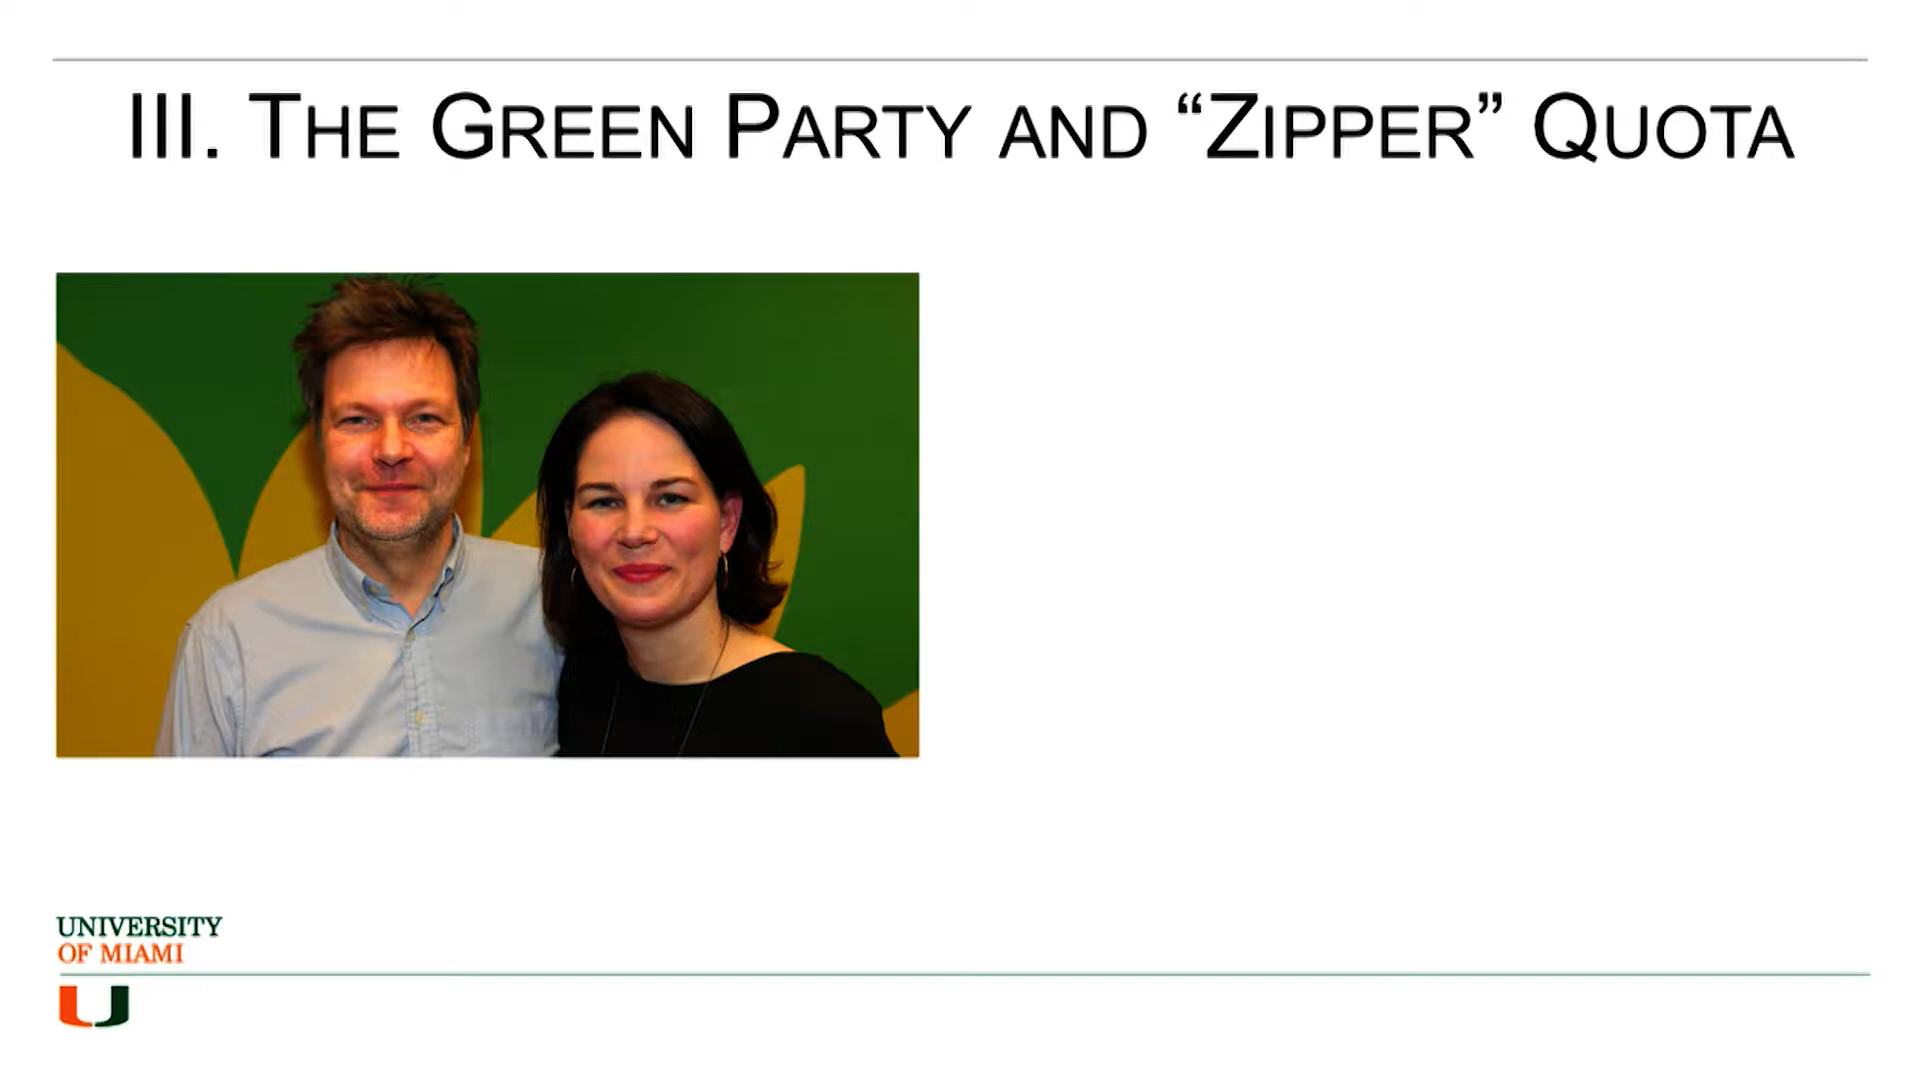 III. THE GREEN PARTY AND “ZIPPER” QUOTA
UNIVERSITY
OF MIAMI